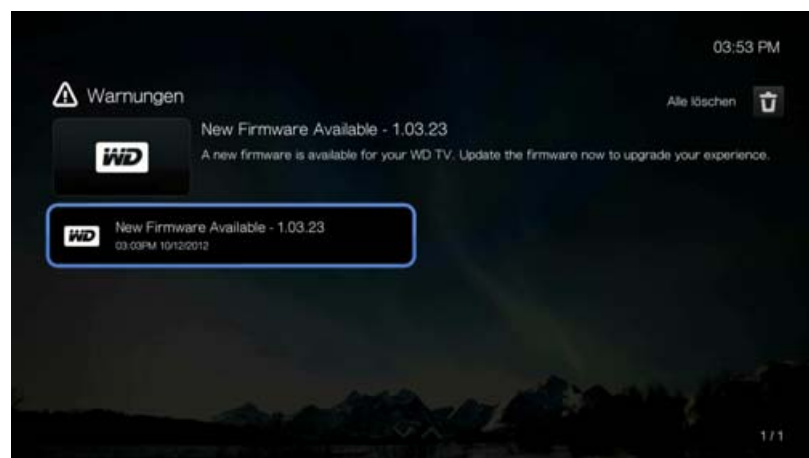 03:53 PM
Warnungen
Alle löschen
New Firmware Available - 1.03.23
WD
A new firmware is available for your WD TV. Update the firmware now to upgrade your experience.
WD
New Firmware Available - 1.03.23
03:03PM 10/12/2012
1 / 1